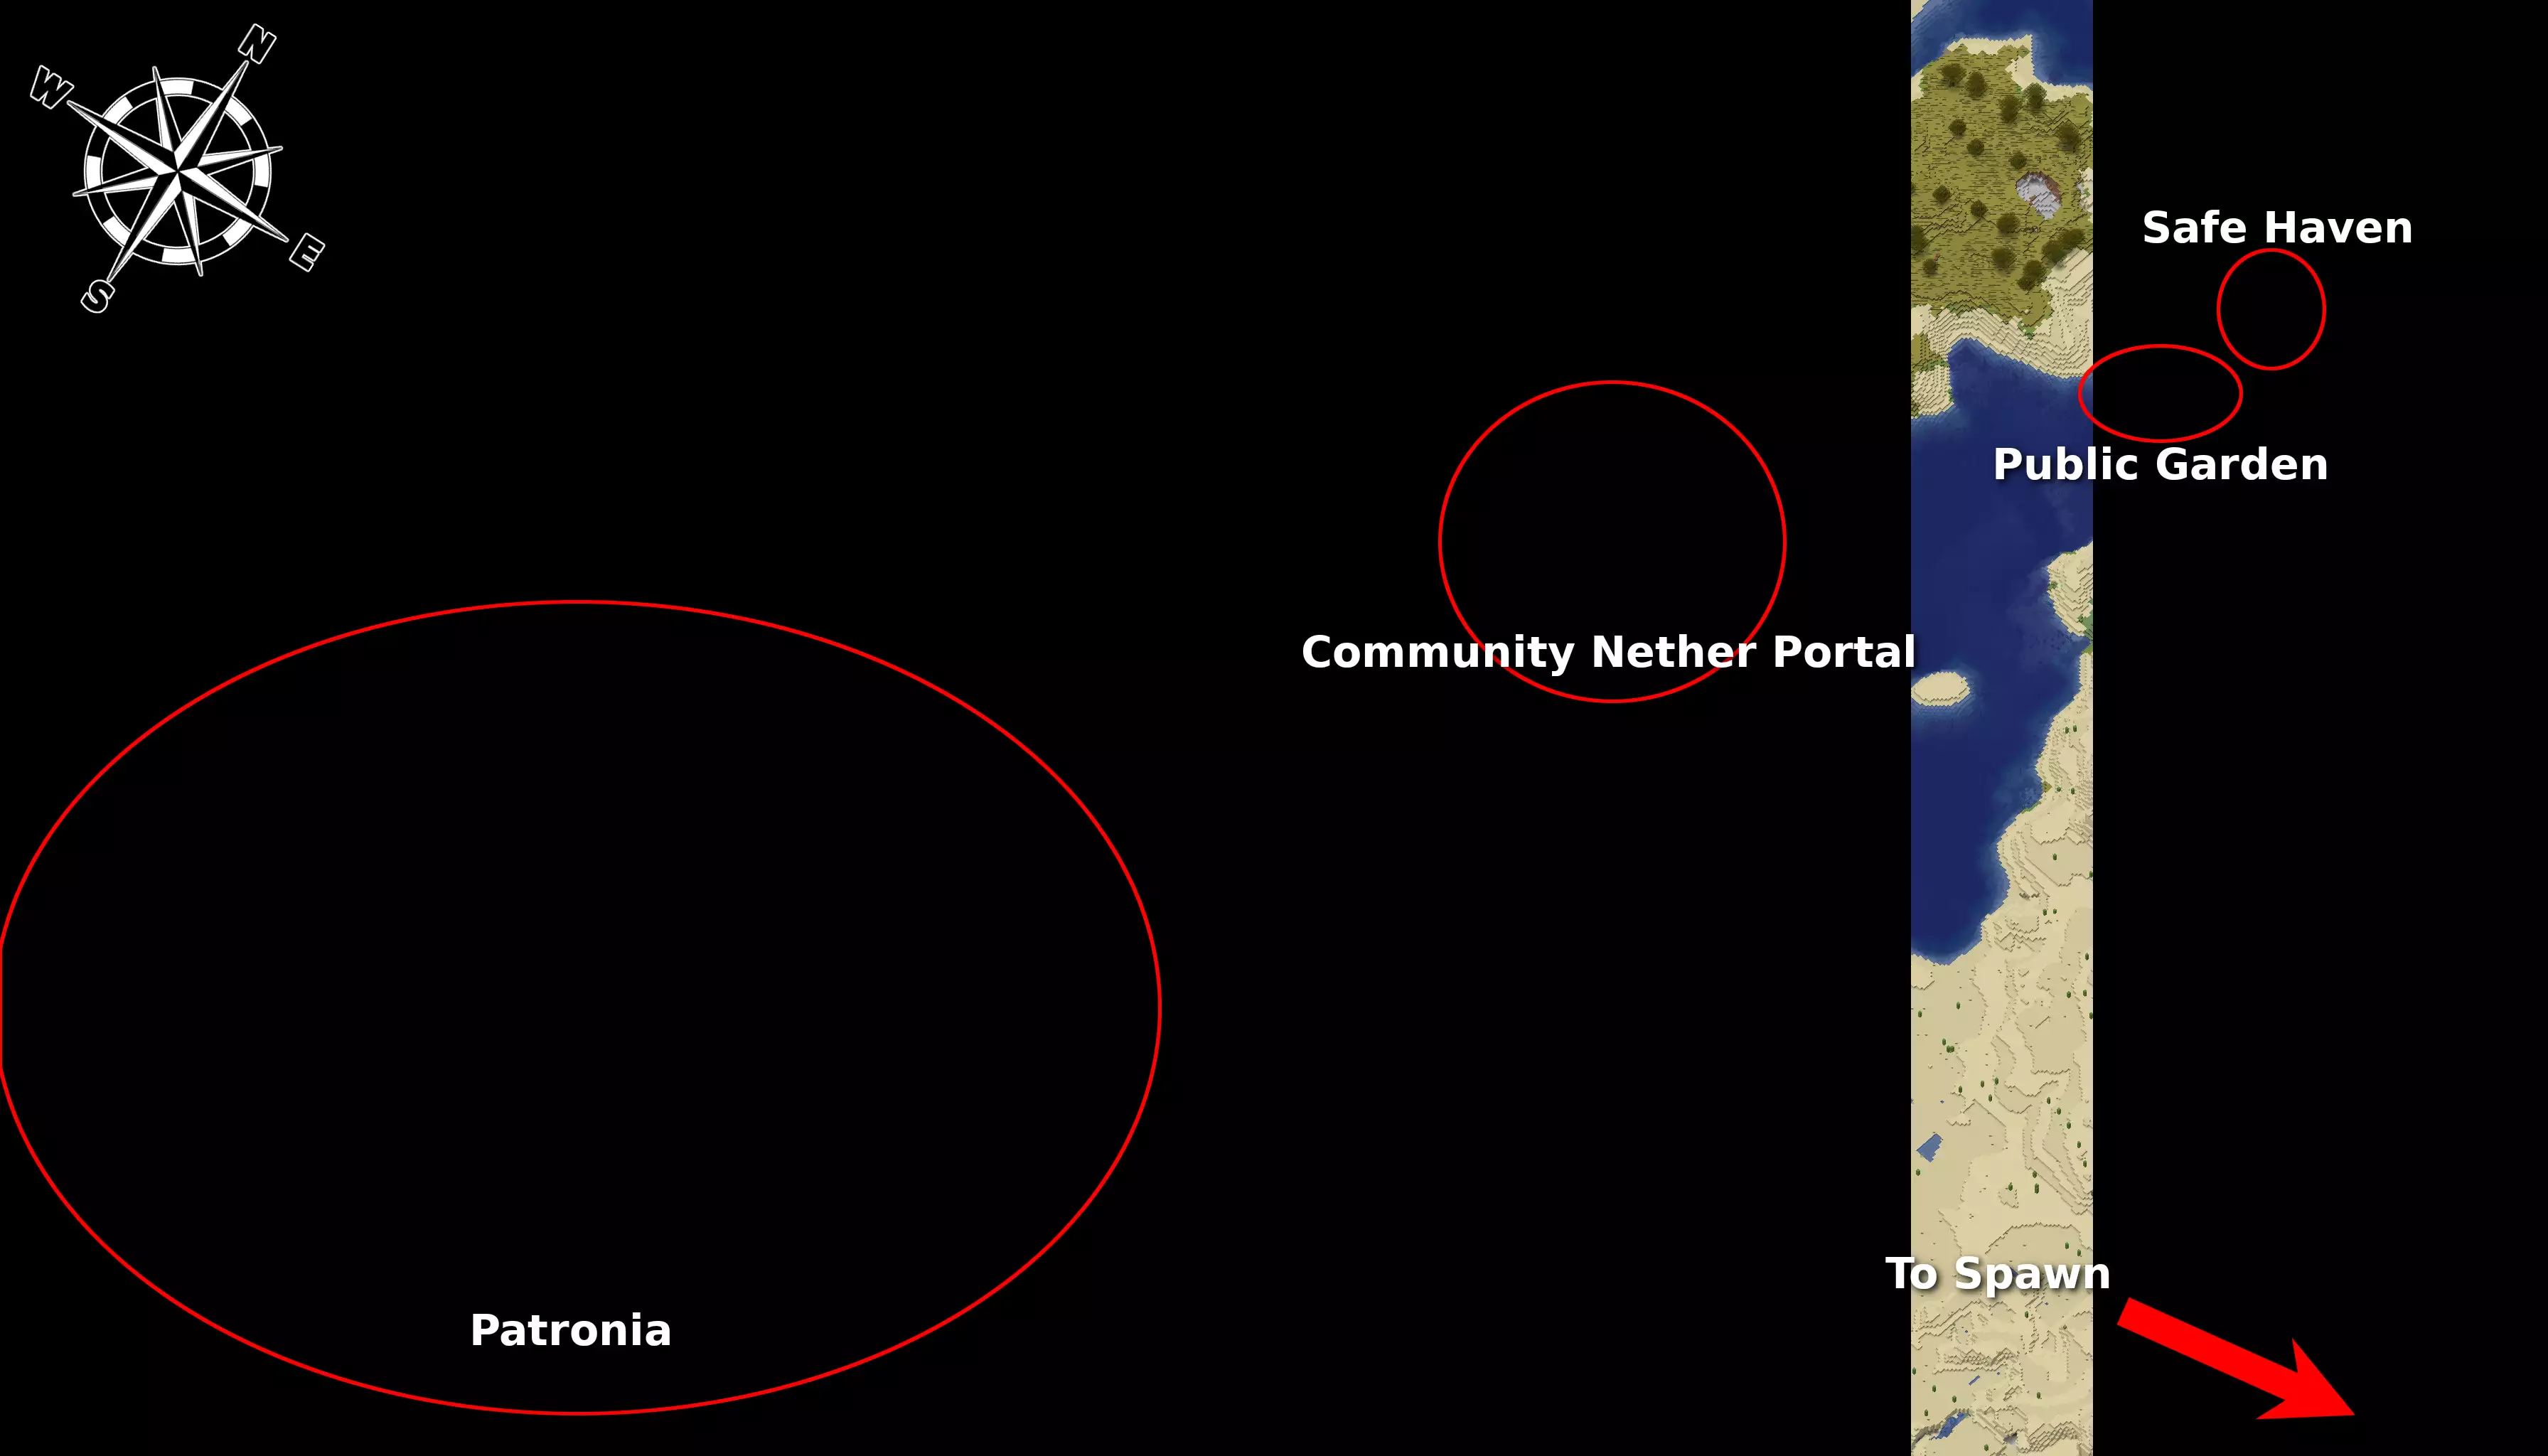 N
W
E
S
Safe Haven
Public Garden
Community Nether Portal
To Spawn
Patronia